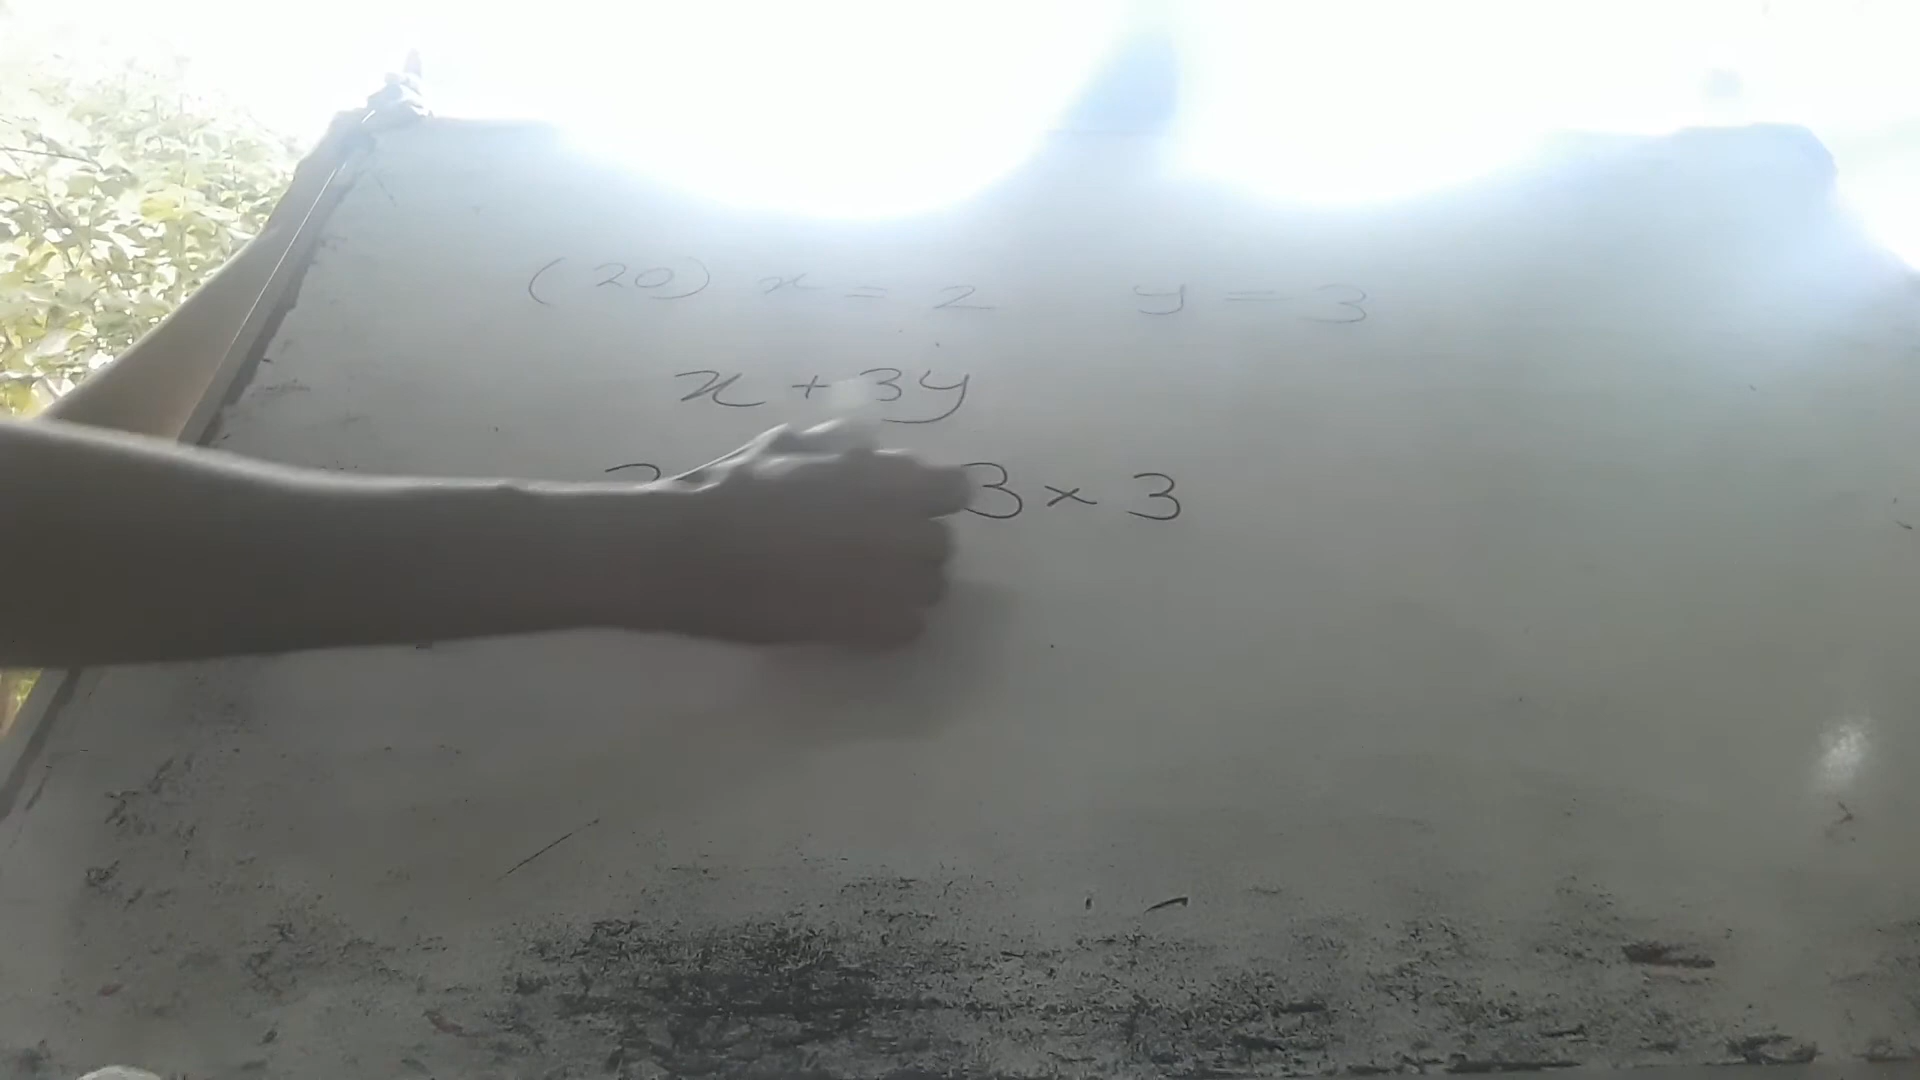 (20) x = 2 y = 3
x + 3y
3 × 3